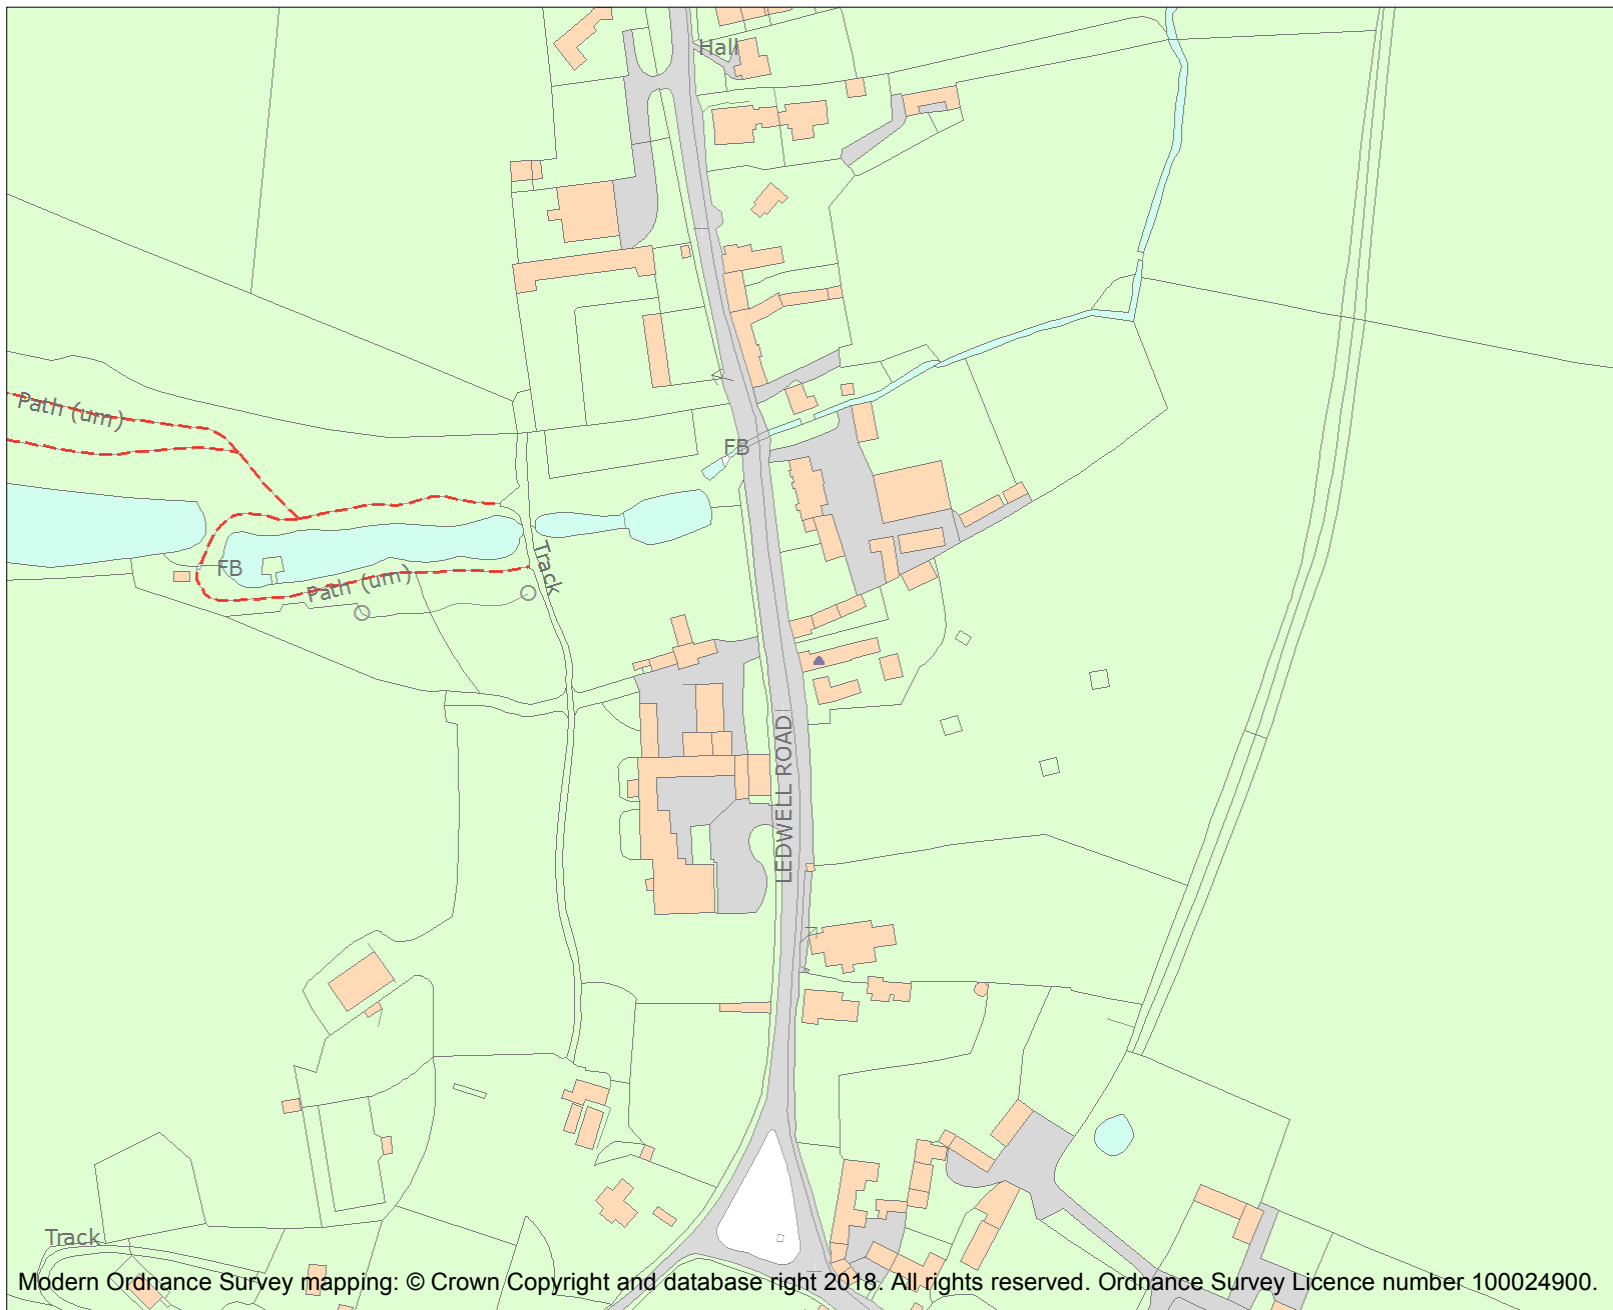 Hall
Path (um)
FB
Track
FB
Path (um)
LEDWELL ROAD
Track
Modern Ordnance Survey mapping: © Crown Copyright and database right 2018. All rights reserved. Ordnance Survey Licence number 100024900.